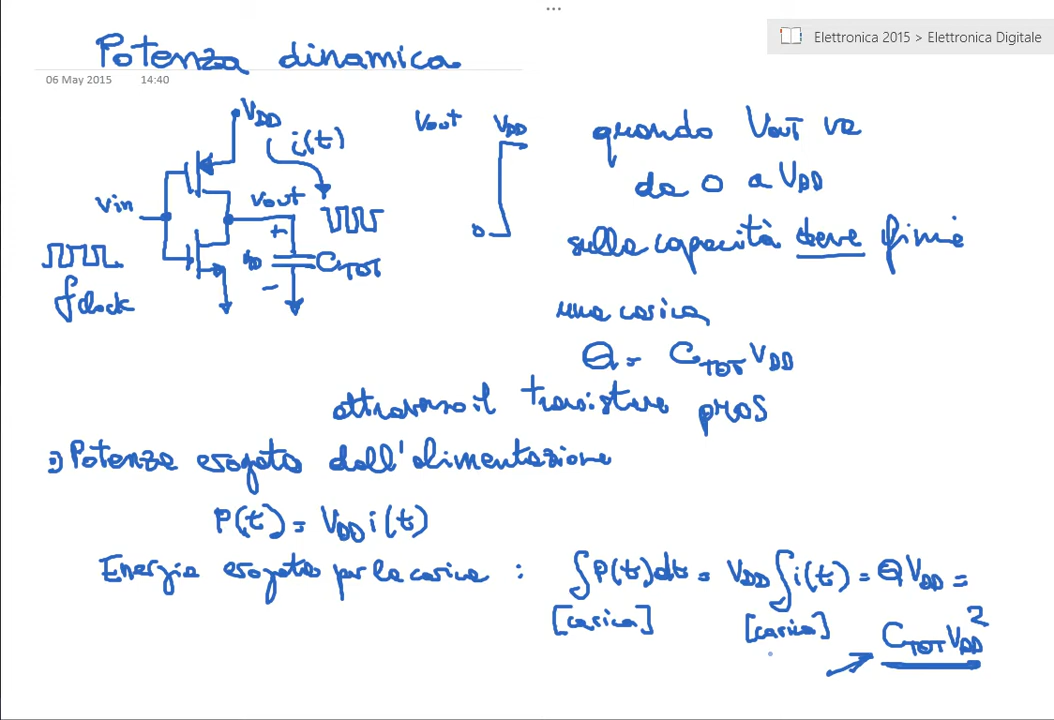 Elettronica 2015 > Elettronica Digitale
Potenza dinamica
06 May 2015 14:40
VDD
i(t)
Vin
Vout
+
CTOT
-
fclock
Vout VDD
0
quando Vout va
da 0 a VDD
sulla capacità deve finire
una carica
Q = CTOT VDD
attraverso il transistore pMOS
Potenza erogata dall'alimentazione
P(t) = VDD i(t)
Energia erogata per la carica : ∫P(t)dt = VDD ∫i(t) = Q VDD =
[carica] [carica]
CTOT VDD²